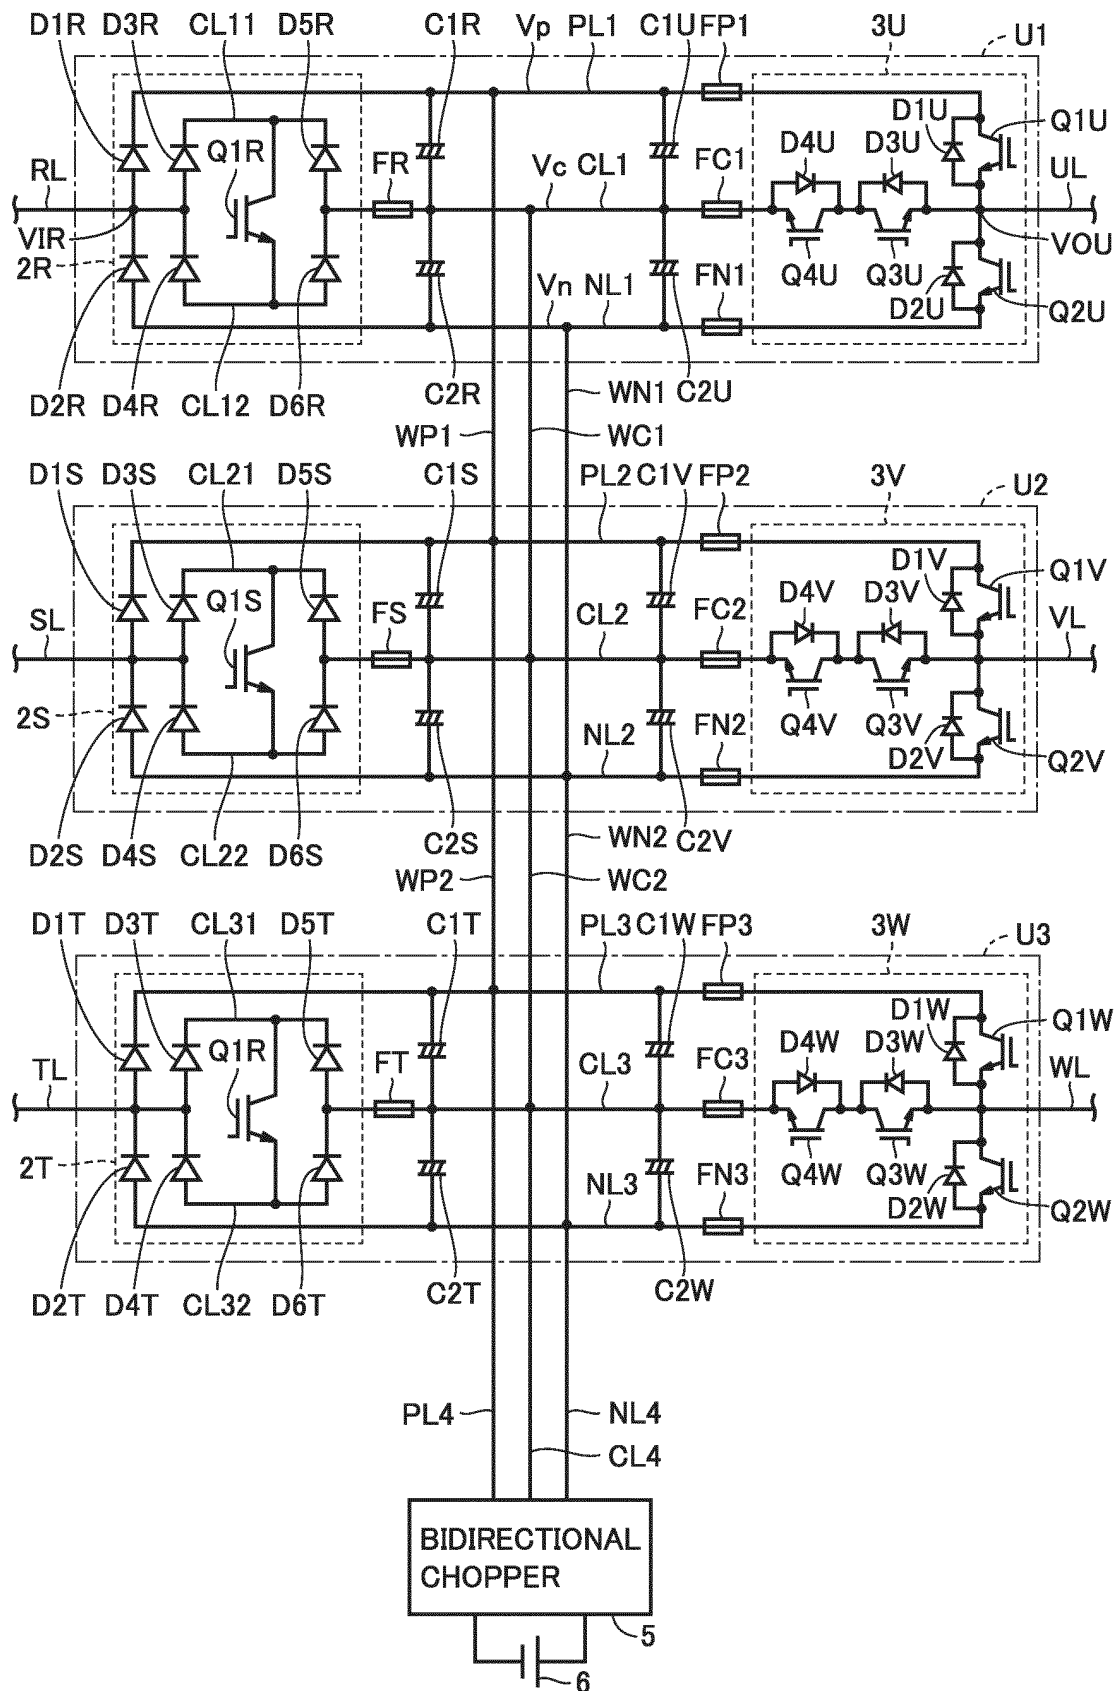 D1R D3R CL11 D5R C1R Vp PL1 C1U FP1 3U U1
D4U D3U D1U Q1U
RL Q1R FR Vc CL1 FC1 UL
VIR VOU
2R Vn NL1 FN1 Q4U Q3U D2U Q2U
D2R D4R CL12 D6R C2R WN1 C2U
WP1 WC1
D1S D3S CL21 D5S C1S PL2 C1V FP2 3V U2
D4V D3V D1V Q1V
SL Q1S FS CL2 FC2 VL
2S NL2 FN2 Q4V Q3V D2V Q2V
D2S D4S CL22 D6S C2S WN2 C2V
WP2 WC2
D1T D3T CL31 D5T C1T PL3 C1W FP3 3W U3
D4W D3W D1W Q1W
TL Q1R FT CL3 FC3 WL
2T NL3 FN3 Q4W Q3W D2W Q2W
D2T D4T CL32 D6T C2T C2W
PL4 NL4
CL4
BIDIRECTIONAL
CHOPPER
5
6